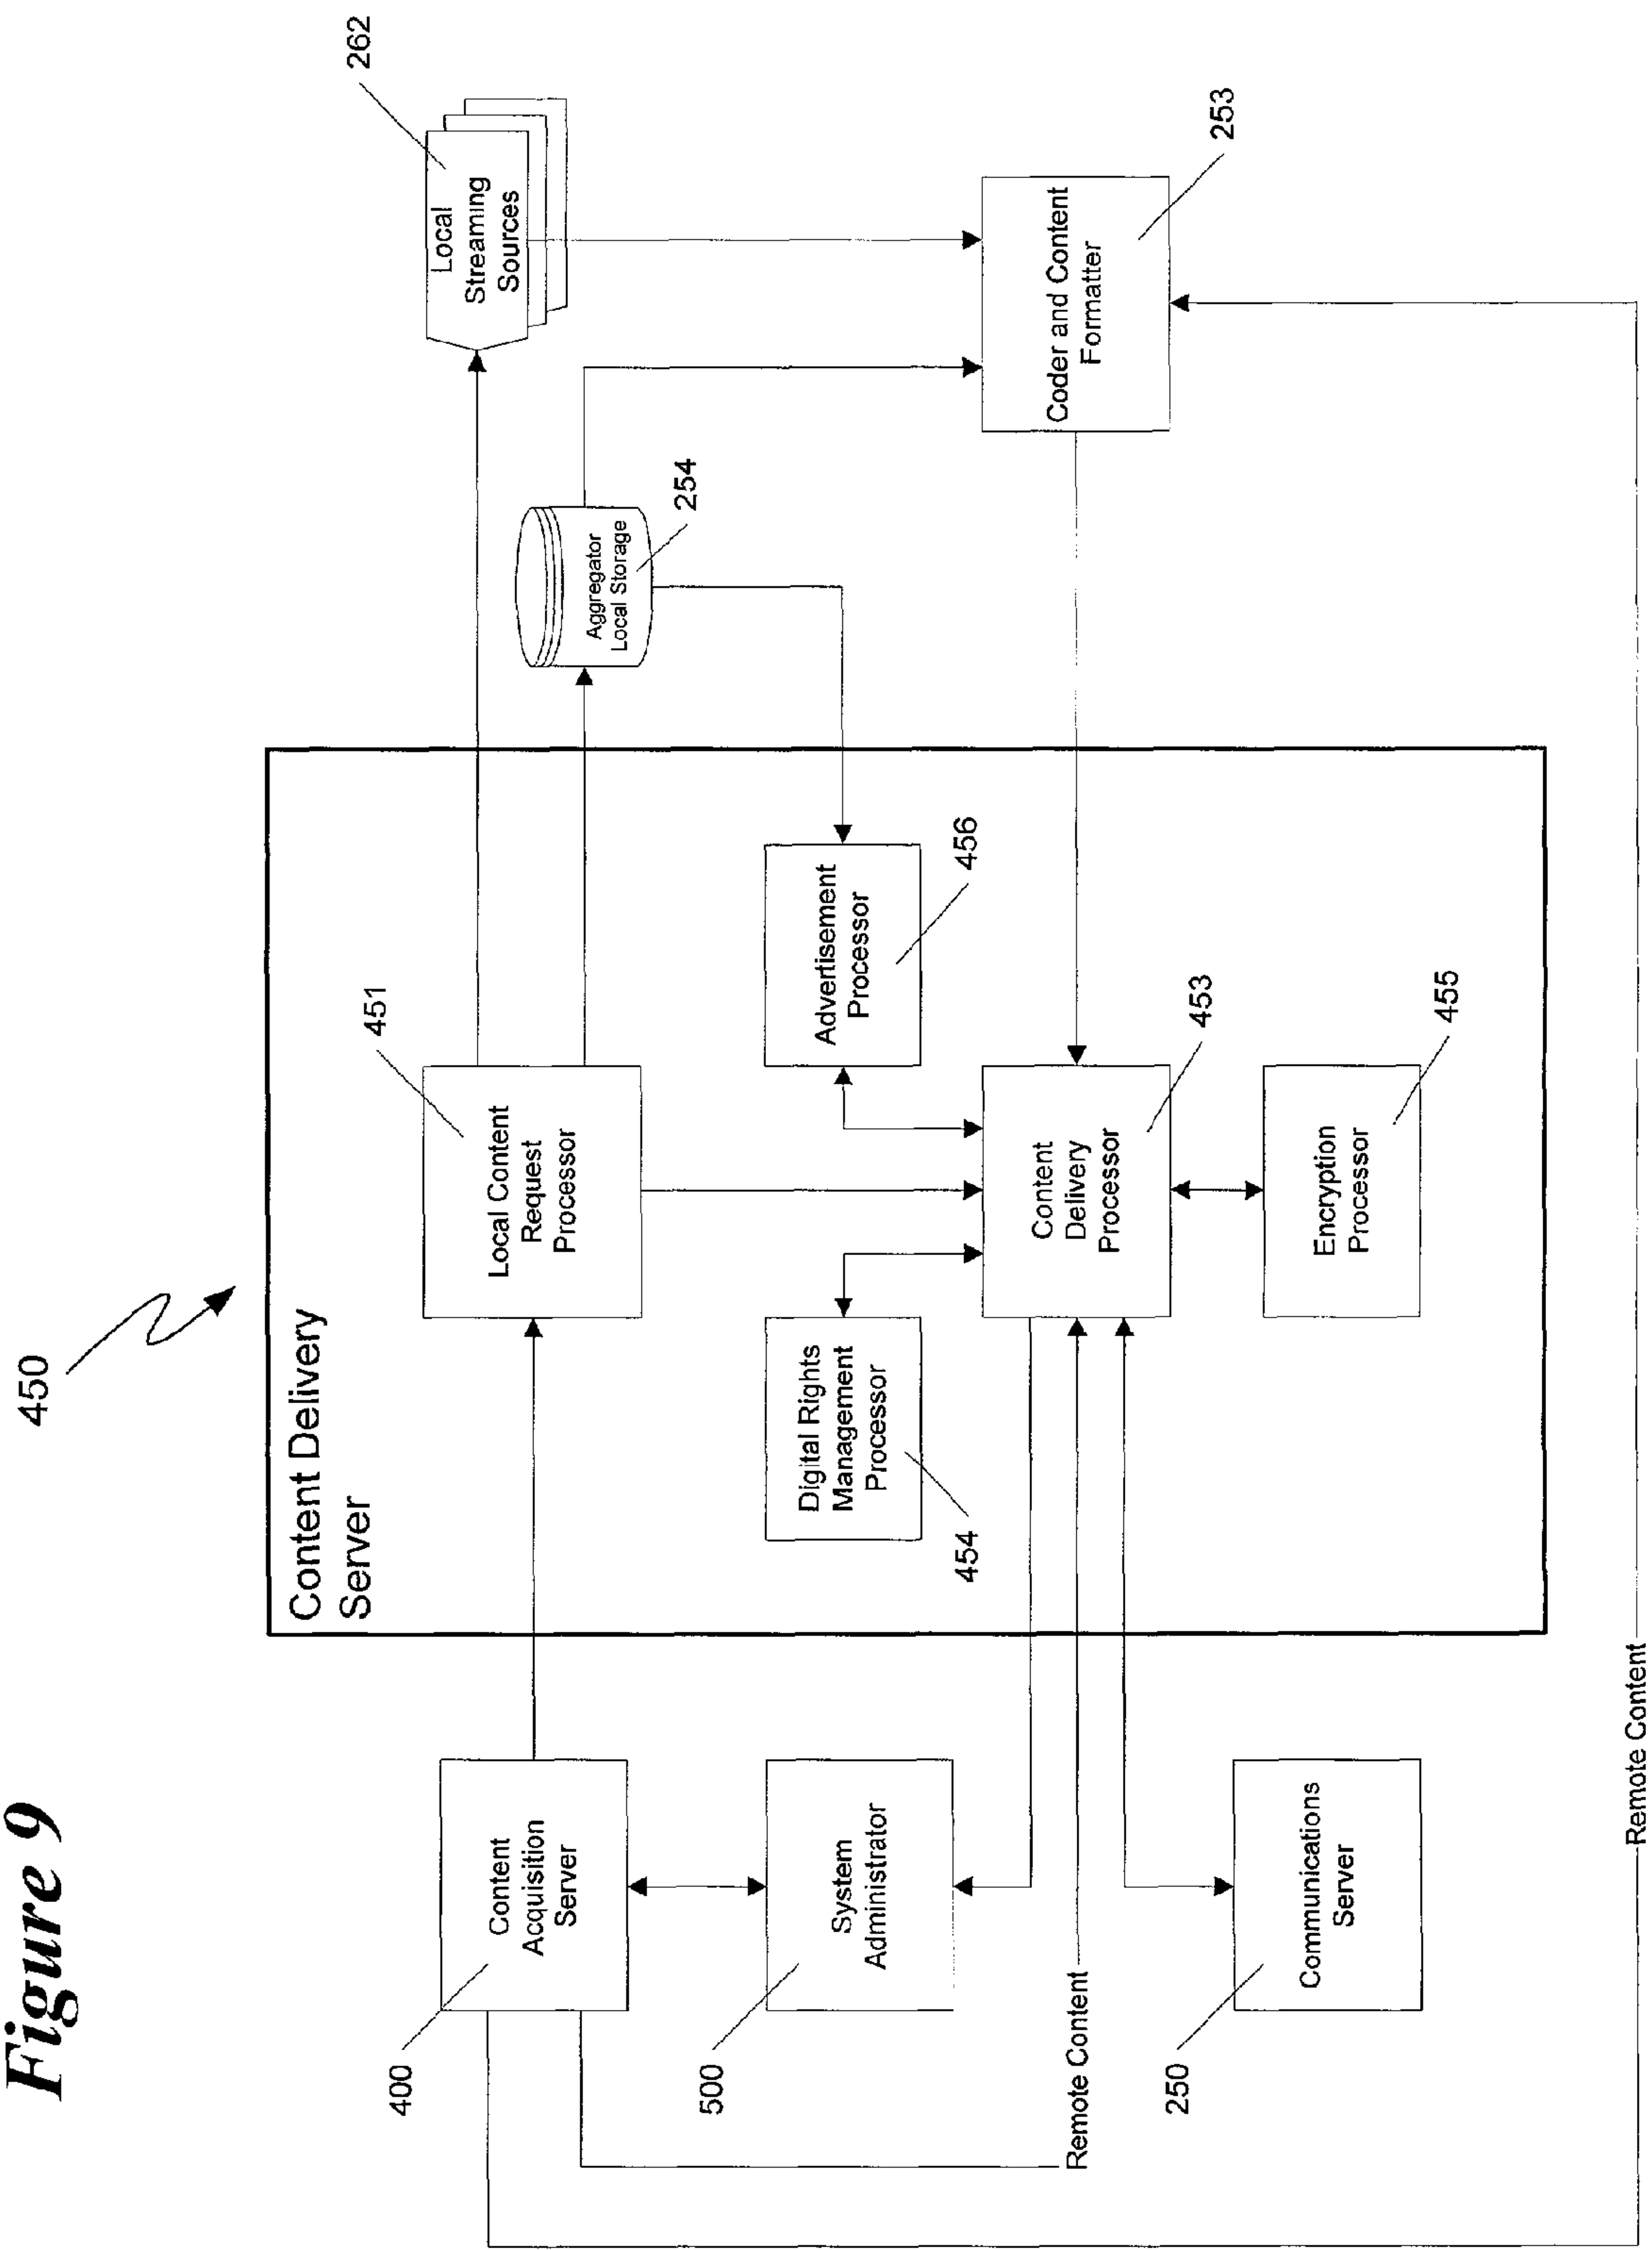 Figure 9
450
Content Delivery
Server
400
Content
Acquisition
Server
451
Local Content
Request
Processor
262
Local
Streaming
Sources
254
Aggregator
Local Storage
500
System
Administrator
454
Digital Rights
Management
Processor
Advertisement
Processor
456
Remote Content
Content
Delivery
Processor
453
Coder and Content
Formatter
253
250
Communications
Server
Encryption
Processor
455
Remote Content